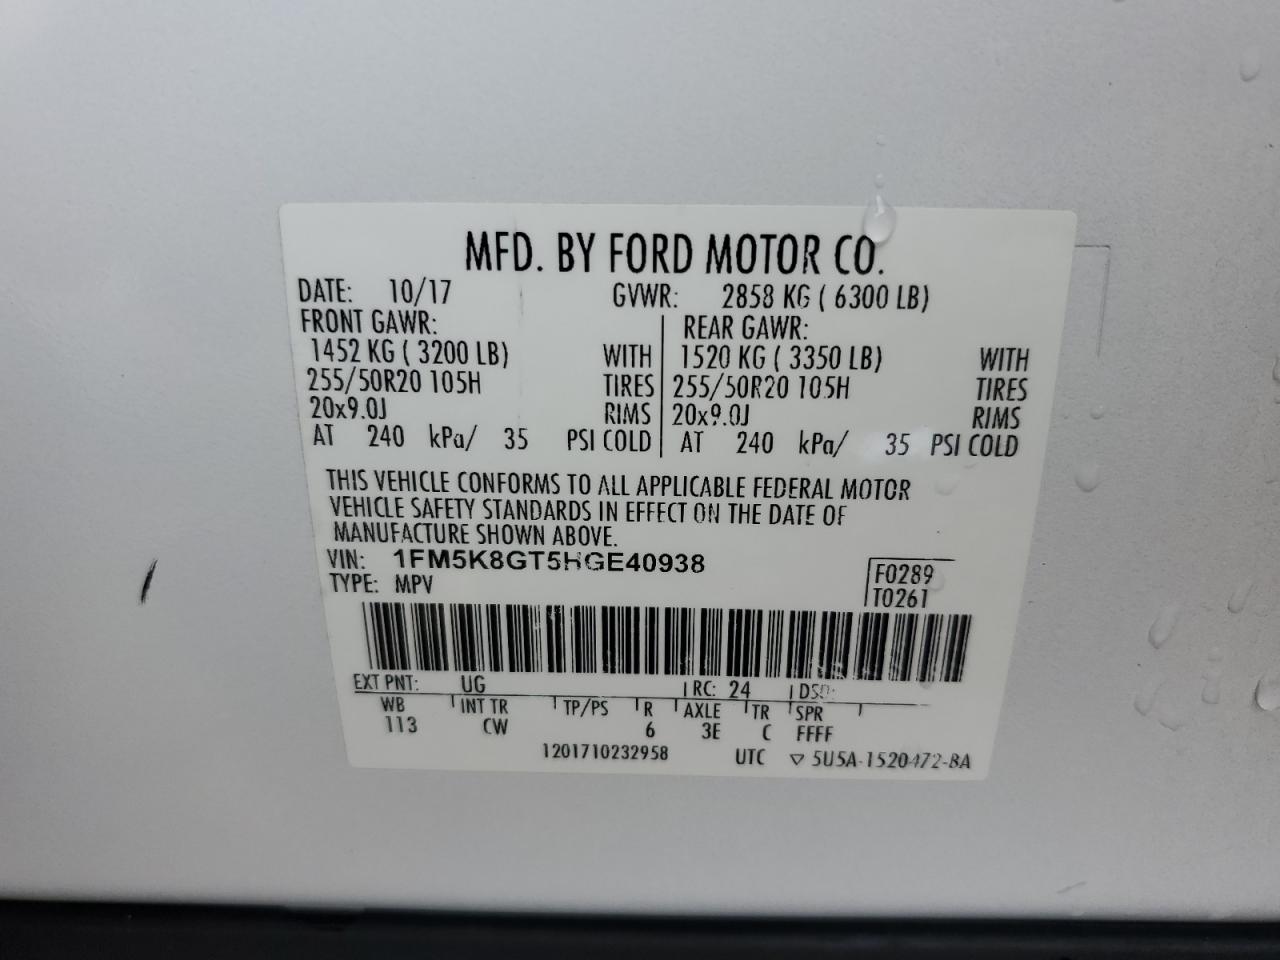 MFD. BY FORD MOTOR CO.
DATE: 10/17 GVWR: 2858 KG ( 6300 LB)
FRONT GAWR: REAR GAWR:
1452 KG ( 3200 LB) WITH 1520 KG ( 3350 LB) WITH
255/50R20 105H TIRES 255/50R20 105H TIRES
20x9.0J RIMS 20x9.0J RIMS
AT 240 kPa/ 35 PSI COLD AT 240 kPa/ 35 PSI COLD
THIS VEHICLE CONFORMS TO ALL APPLICABLE FEDERAL MOTOR
VEHICLE SAFETY STANDARDS IN EFFECT ON THE DATE OF
MANUFACTURE SHOWN ABOVE.
VIN: 1FM5K8GT5HGE40938
TYPE: MPV
F0289
T0261
EXT PNT: UG RC: 24 DSO:
WB INT TR TP/PS R AXLE TR SPR
113 CW 6 3E C FFFF
1201710232958 UTC ▽ 5U5A-1520472-BA